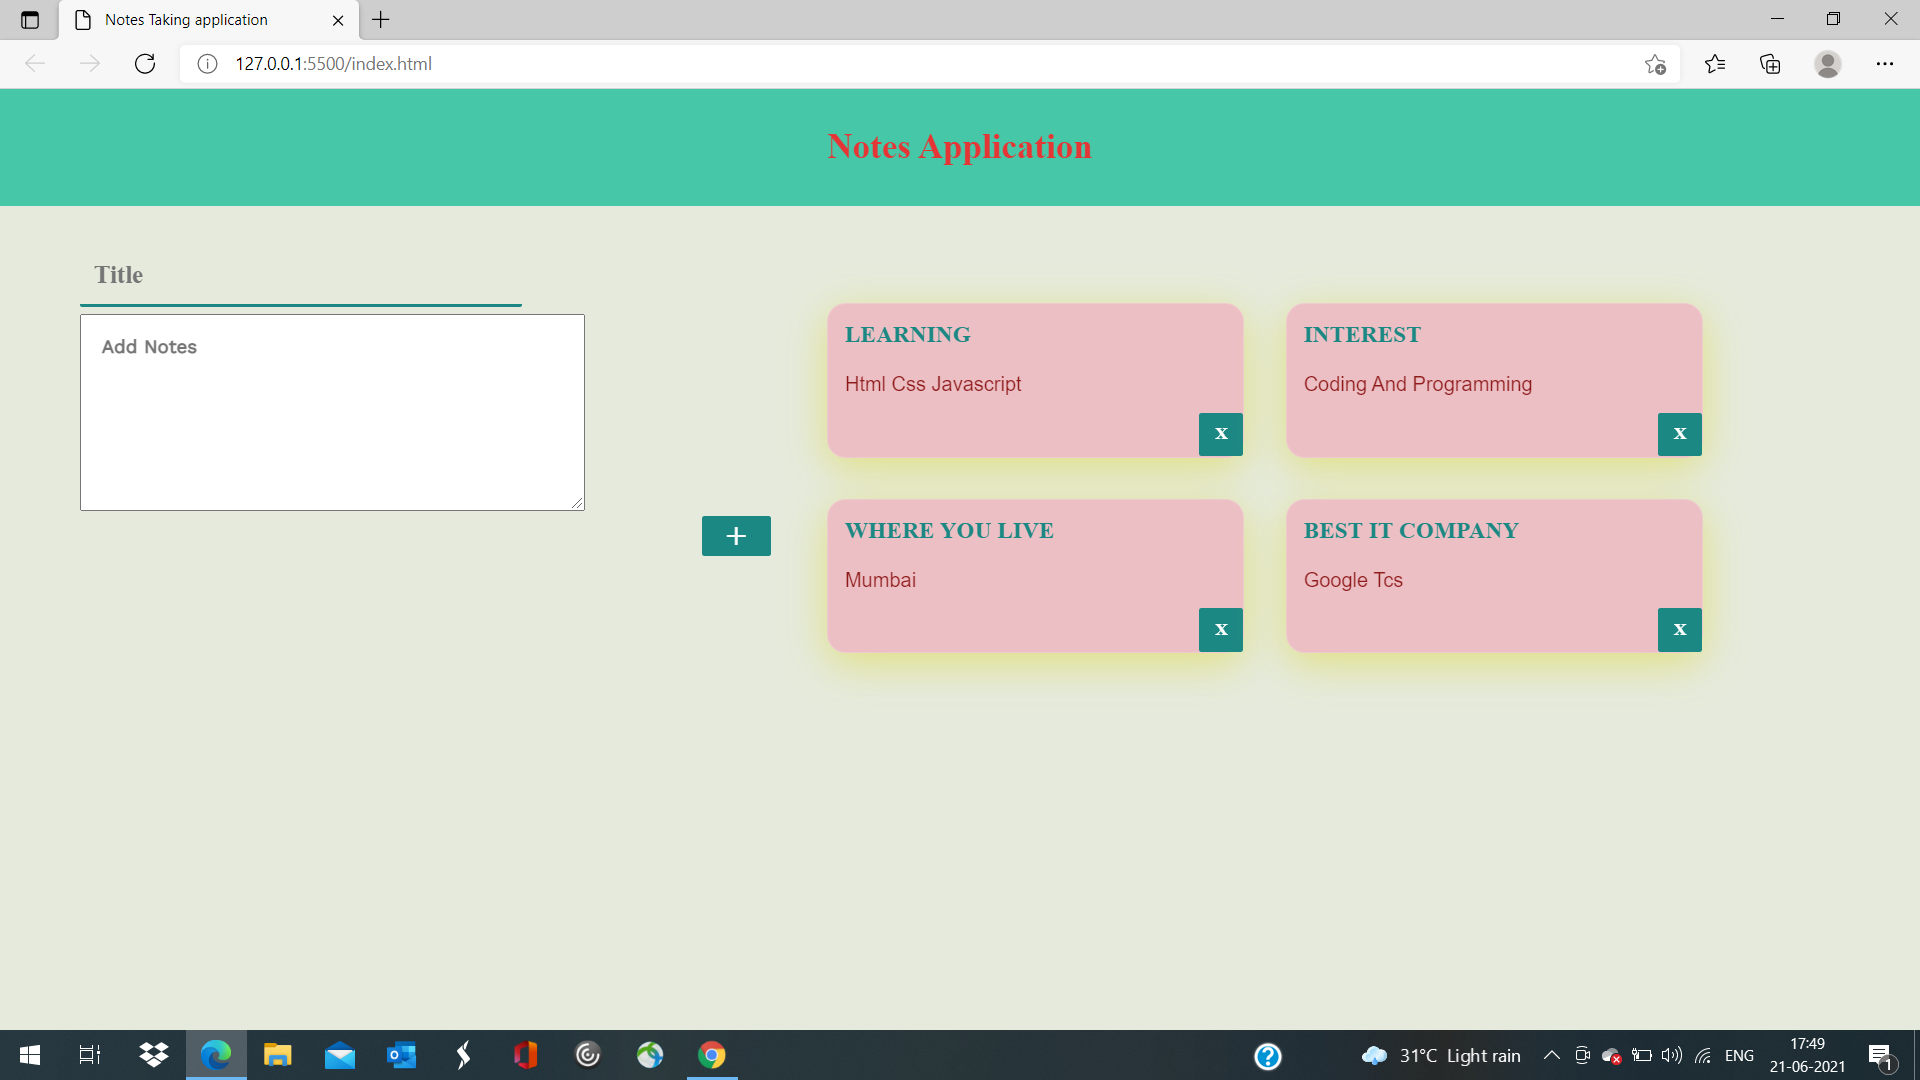 Notes Taking application
127.0.0.1:5500/index.html
Notes Application
Title
Add Notes
LEARNING
Html Css Javascript
x
INTEREST
Coding And Programming
x
+
WHERE YOU LIVE
Mumbai
x
BEST IT COMPANY
Google Tcs
x
31°C Light rain
ENG
17:49
21-06-2021
1